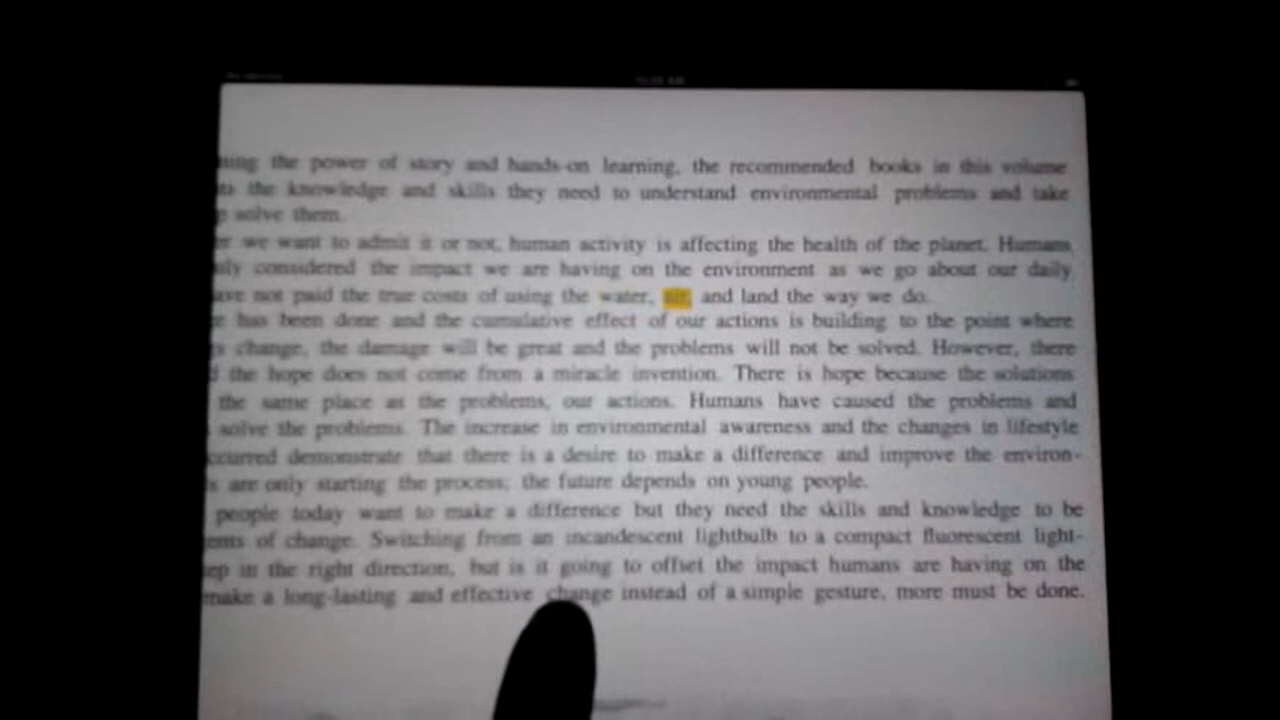 the power of story and hands-on learning, the recommended books in this volume
the knowledge and skills they need to understand environmental problems and take
solve them.
we want to admit it or not, human activity is affecting the health of the planet. Humans
considered the impact we are having on the environment as we go about our daily
not paid the true costs of using the water, air, and land the way we do.
has been done and the cumulative effect of our actions is building to the point where
change, the damage will be great and the problems will not be solved. However, there
the hope does not come from a miracle invention. There is hope because the solutions
the same place as the problems, our actions. Humans have caused the problems and
solve the problems. The increase in environmental awareness and the changes in lifestyle
ccurred demonstrate that there is a desire to make a difference and improve the environ-
are only starting the process; the future depends on young people.
people today want to make a difference but they need the skills and knowledge to be
of change. Switching from an incandescent lightbulb to a compact fluorescent light-
ep in the right direction, but is it going to offset the impact humans are having on the
make a long-lasting and effective change instead of a simple gesture, more must be done.